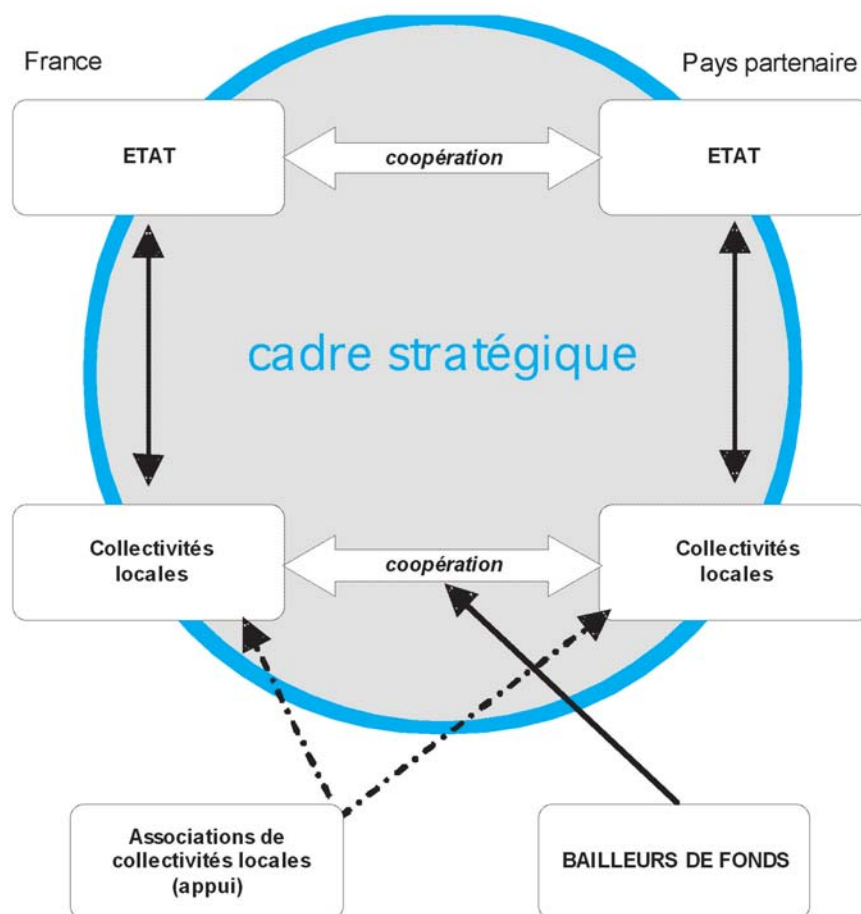 France
Pays partenaire
ETAT
coopération
ETAT
cadre stratégique
Collectivités
locales
coopération
Collectivités
locales
Associations de
collectivités locales
(appui)
BAILLEURS DE FONDS